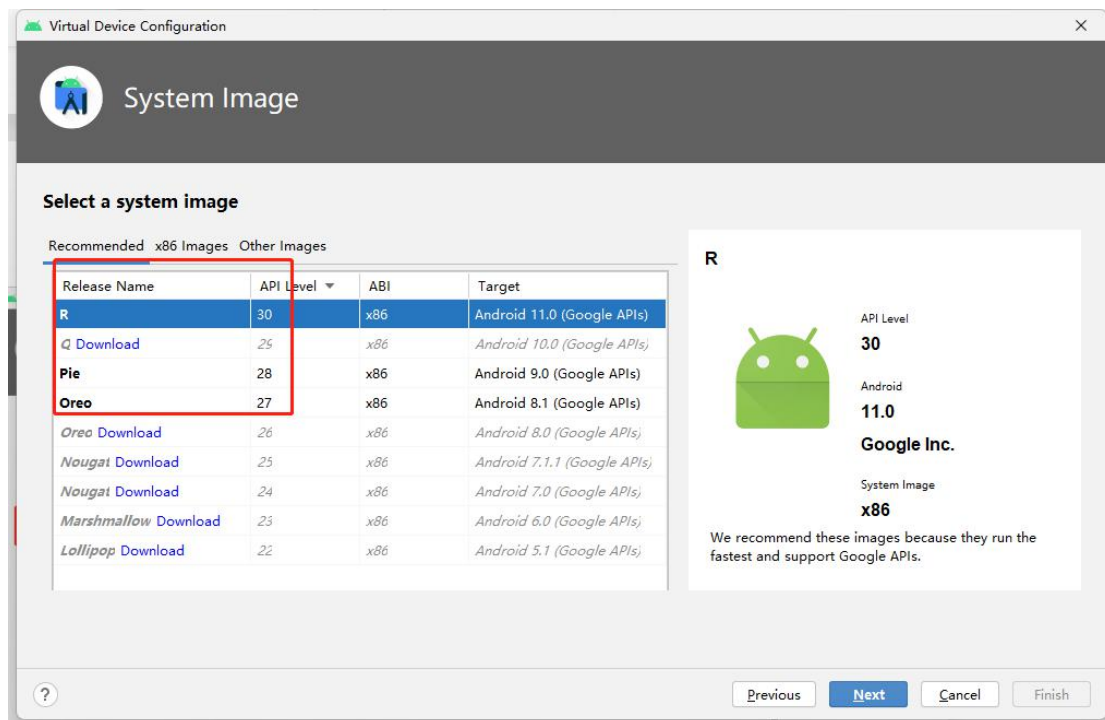 Virtual Device Configuration
System Image
Select a system image
Recommended x86 Images Other Images
Release Name API Level ABI Target
R 30 x86 Android 11.0 (Google APIs)
Q Download 29 x86 Android 10.0 (Google APIs)
Pie 28 x86 Android 9.0 (Google APIs)
Oreo 27 x86 Android 8.1 (Google APIs)
Oreo Download 26 x86 Android 8.0 (Google APIs)
Nougat Download 25 x86 Android 7.1.1 (Google APIs)
Nougat Download 24 x86 Android 7.0 (Google APIs)
Marshmallow Download 23 x86 Android 6.0 (Google APIs)
Lollipop Download 22 x86 Android 5.1 (Google APIs)
R
API Level
30
Android
11.0
Google Inc.
System Image
x86
We recommend these images because they run the
fastest and support Google APIs.
? Previous Next Cancel Finish